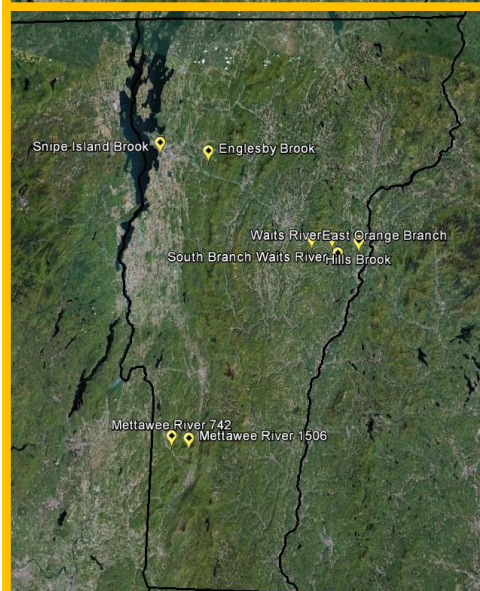 Snipe Island Brook
Englesby Brook
Waits River East Orange Branch
South Branch Waits River Hills Brook
Mettawee River 742
Mettawee River 1506